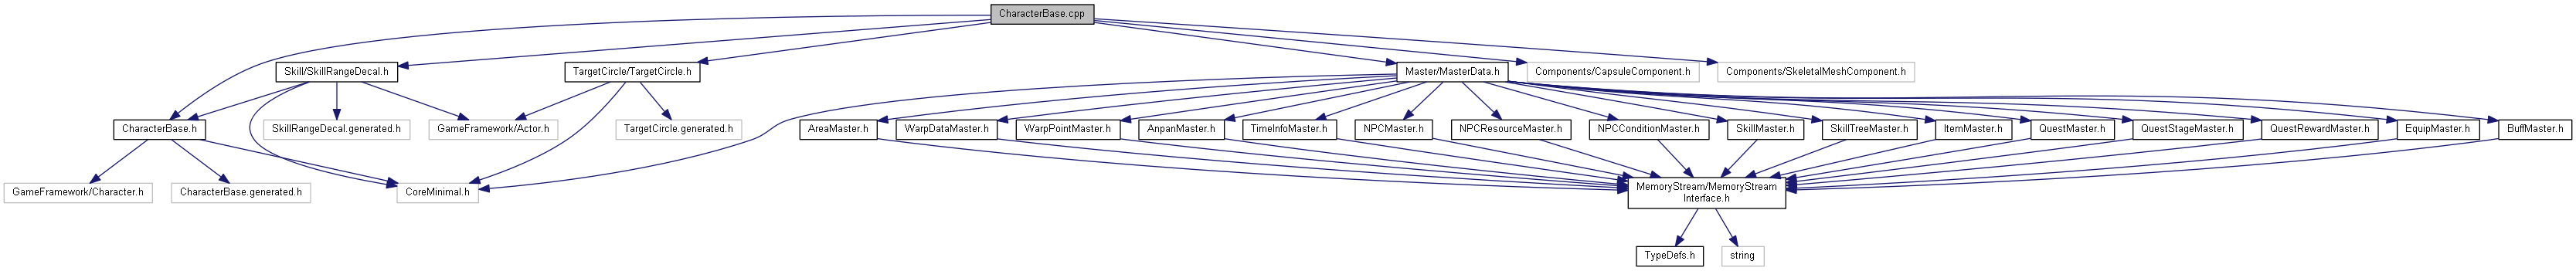 CharacterBase.cpp
Skill/SkillRangeDecal.h
TargetCircle/TargetCircle.h
Master/MasterData.h
Components/CapsuleComponent.h
Components/SkeletalMeshComponent.h
CharacterBase.h
SkillRangeDecal.generated.h
GameFramework/Actor.h
TargetCircle.generated.h
AreaMaster.h
WarpDataMaster.h
WarpPointMaster.h
AnpanMaster.h
TimeInfoMaster.h
NPCMaster.h
NPCResourceMaster.h
NPCConditionMaster.h
SkillMaster.h
SkillTreeMaster.h
ItemMaster.h
QuestMaster.h
QuestStageMaster.h
QuestRewardMaster.h
EquipMaster.h
BuffMaster.h
GameFramework/Character.h
CharacterBase.generated.h
CoreMinimal.h
MemoryStream/MemoryStream
Interface.h
TypeDefs.h
string